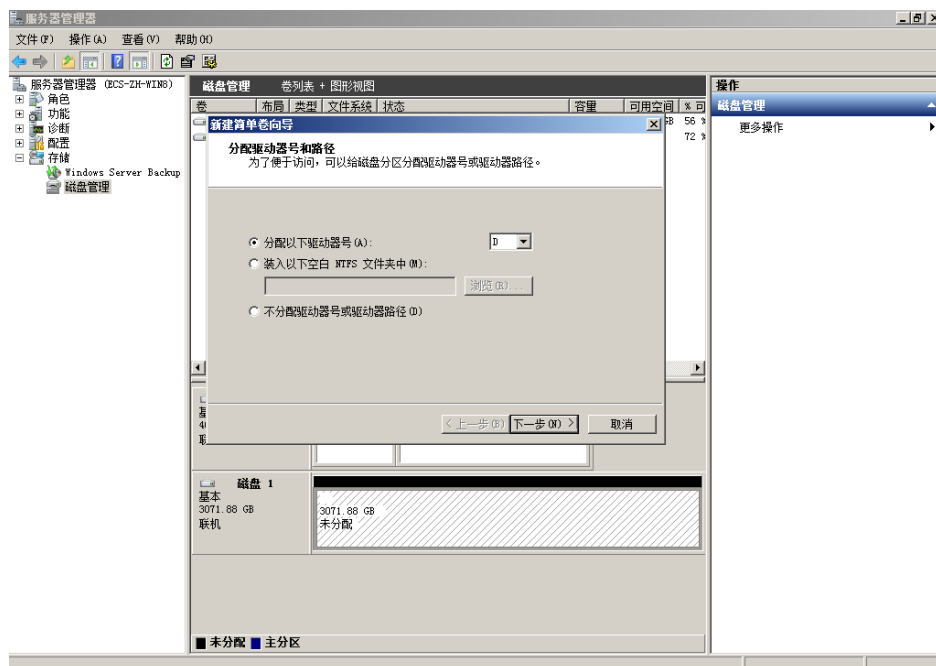 服务器管理器
文件(F) 操作(A) 查看(V) 帮助(H)
服务器管理器 (ECS-ZH-WIN8)
角色
功能
诊断
配置
存储
Windows Server Backup
磁盘管理
磁盘管理 卷列表 + 图形视图
卷 布局 类型 文件系统 状态 容量 可用空间 % 可
GB 56 %
72 %
新建简单卷向导
分配驱动器号和路径
为了便于访问，可以给磁盘分区分配驱动器号或驱动器路径。
分配以下驱动器号(A): D
装入以下空白 NTFS 文件夹中(M):
浏览(R)...
不分配驱动器号或驱动器路径(D)
<上一步(B) 下一步(N) > 取消
磁盘 1
基本
3071.88 GB
联机
3071.88 GB
未分配
未分配 主分区
操作
磁盘管理
更多操作